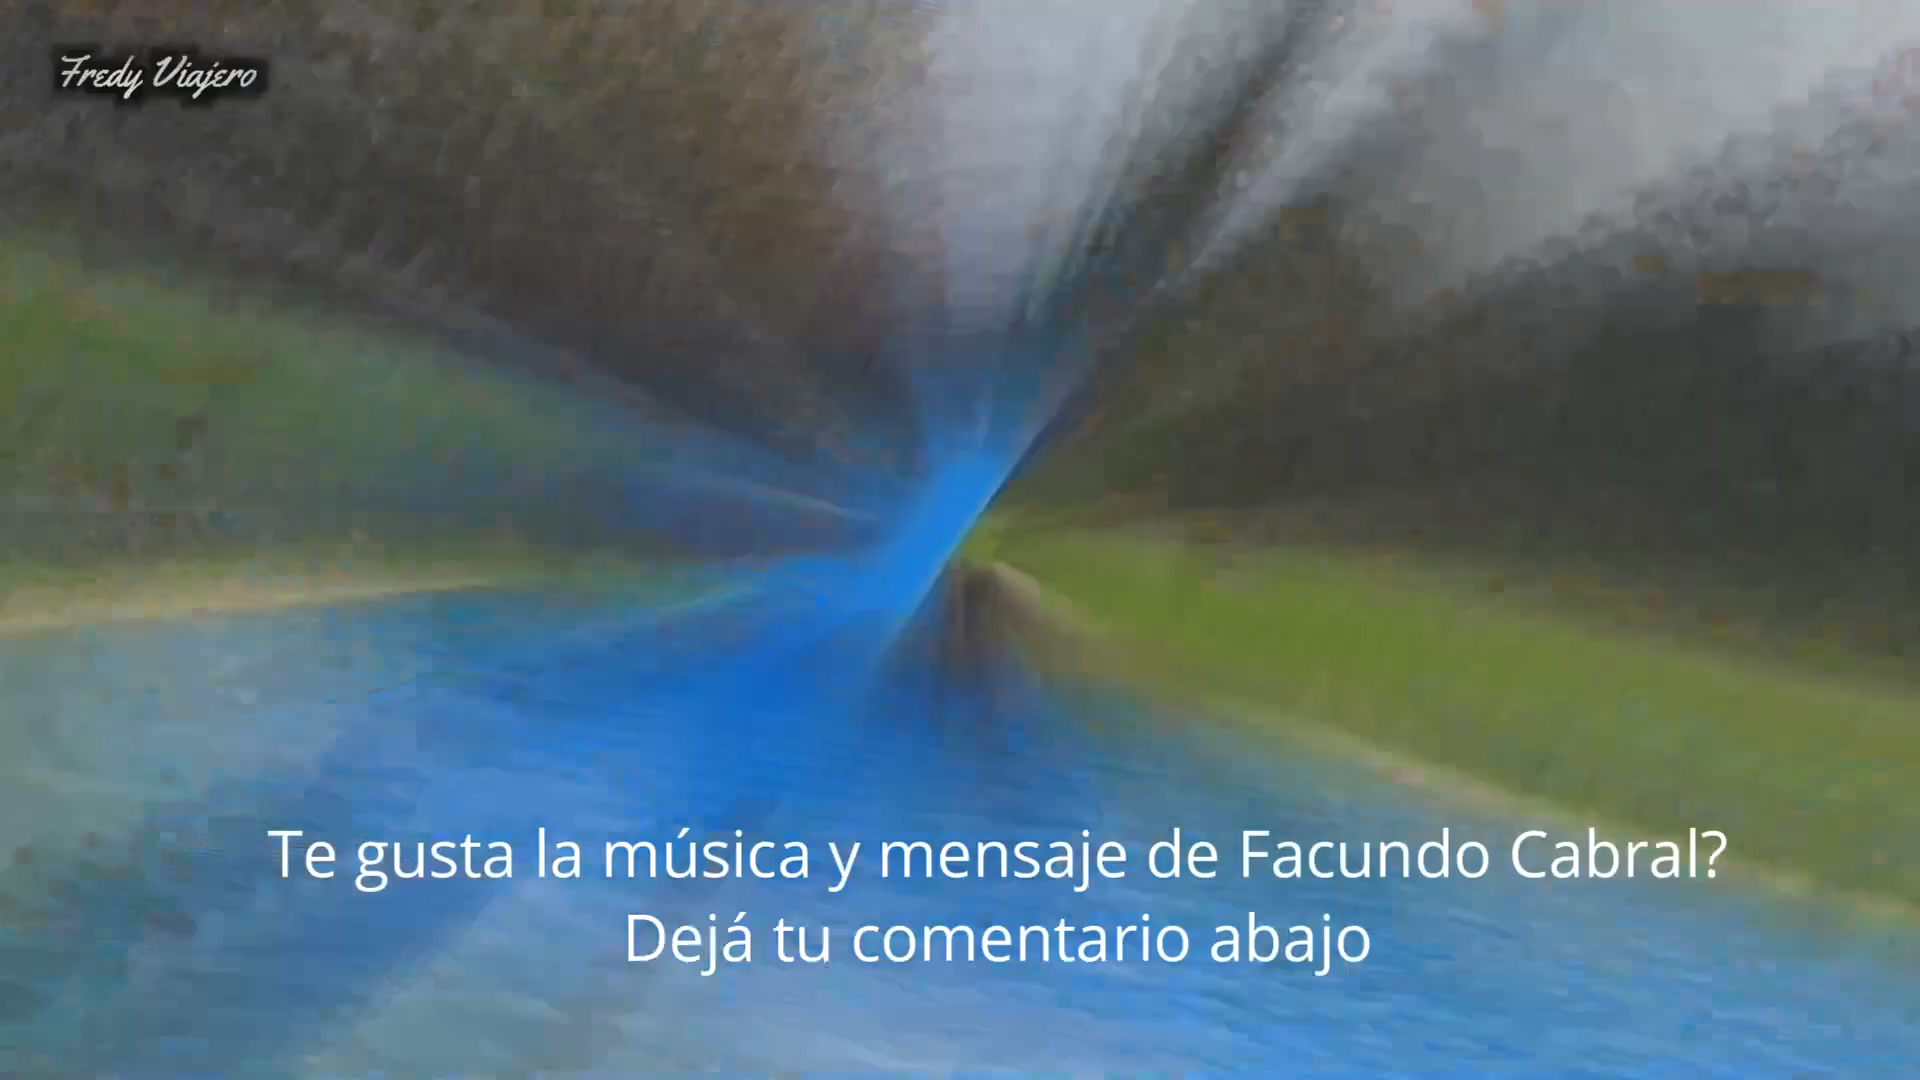 Fredy Viajero
Te gusta la música y mensaje de Facundo Cabral?
Dejá tu comentario abajo